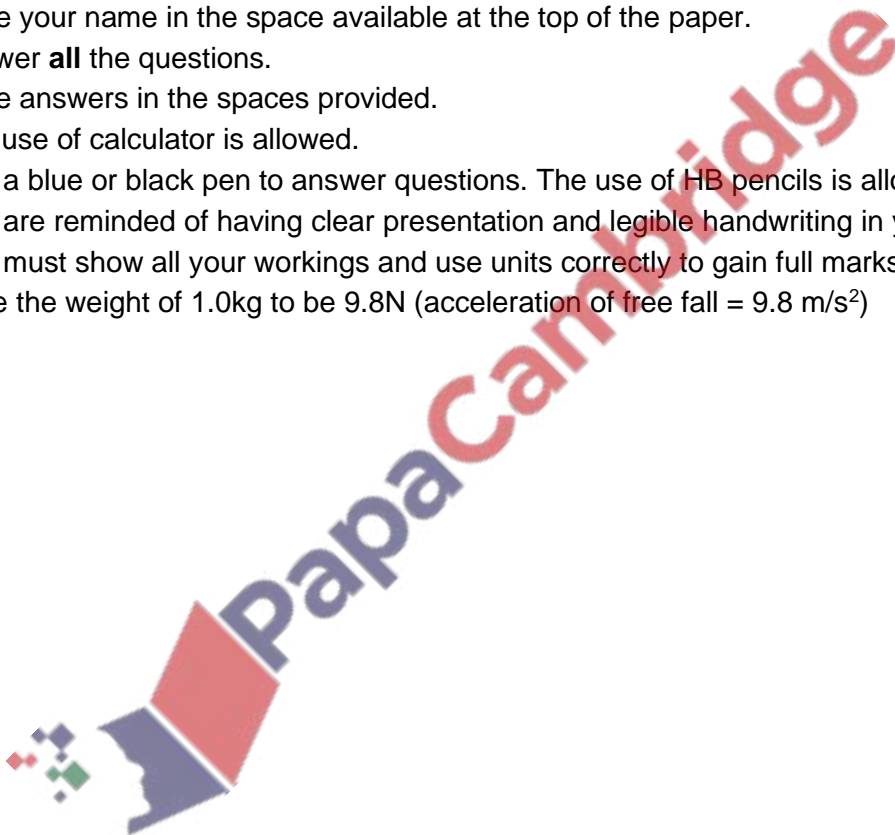 e your name in the space available at the top of the paper.
wer all the questions.
e answers in the spaces provided.
use of calculator is allowed.
a blue or black pen to answer questions. The use of HB pencils is allo
are reminded of having clear presentation and legible handwriting in y
must show all your workings and use units correctly to gain full marks
e the weight of 1.0kg to be 9.8N (acceleration of free fall = 9.8 m/s²)
PapaCambridge